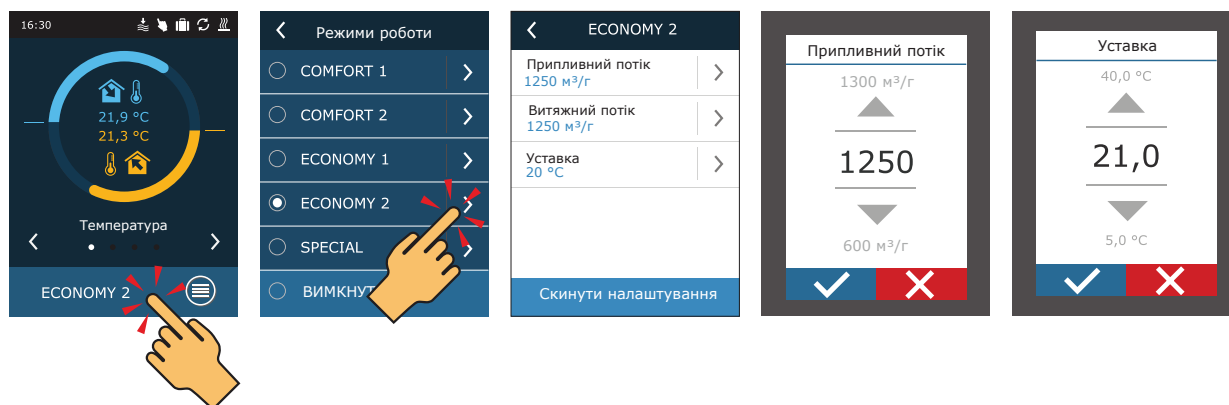 16:30
21,9 °C
21,3 °C
Температура
ECONOMY 2
Режими роботи
COMFORT 1
COMFORT 2
ECONOMY 1
ECONOMY 2
SPECIAL
ECONOMY 2
Припливний потік
1250 м³/г
Витяжний потік
1250 м³/г
Уставка
20 °C
Скинути налаштування
Припливний потік
1300 м³/г
1250
600 м³/г
Уставка
40,0 °C
21,0
5,0 °C